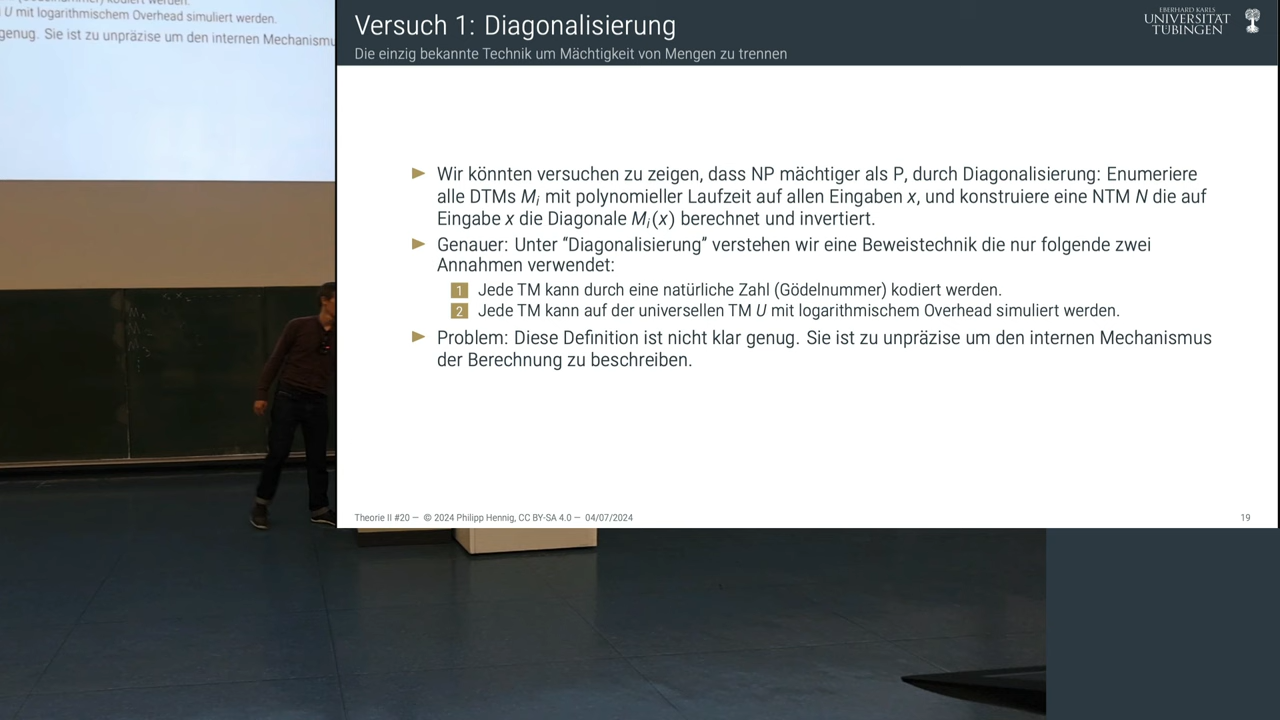 U mit logarithmischem Overhead simuliert werden.
genug. Sie ist zu unpräzise um den internen Mechanismu
Versuch 1: Diagonalisierung
Die einzig bekannte Technik um Mächtigkeit von Mengen zu trennen
EBERHARD KARLS
UNIVERSITÄT
TÜBINGEN
► Wir könnten versuchen zu zeigen, dass NP mächtiger als P, durch Diagonalisierung: Enumeriere
alle DTMs Mᵢ mit polynomieller Laufzeit auf allen Eingaben x, und konstruiere eine NTM N die auf
Eingabe x die Diagonale Mᵢ(x) berechnet und invertiert.
► Genauer: Unter “Diagonalisierung” verstehen wir eine Beweistechnik die nur folgende zwei
Annahmen verwendet:
1 Jede TM kann durch eine natürliche Zahl (Gödelnummer) kodiert werden.
2 Jede TM kann auf der universellen TM U mit logarithmischem Overhead simuliert werden.
► Problem: Diese Definition ist nicht klar genug. Sie ist zu unpräzise um den internen Mechanismus
der Berechnung zu beschreiben.
Theorie II #20 — © 2024 Philipp Hennig, CC BY-SA 4.0 — 04/07/2024
19